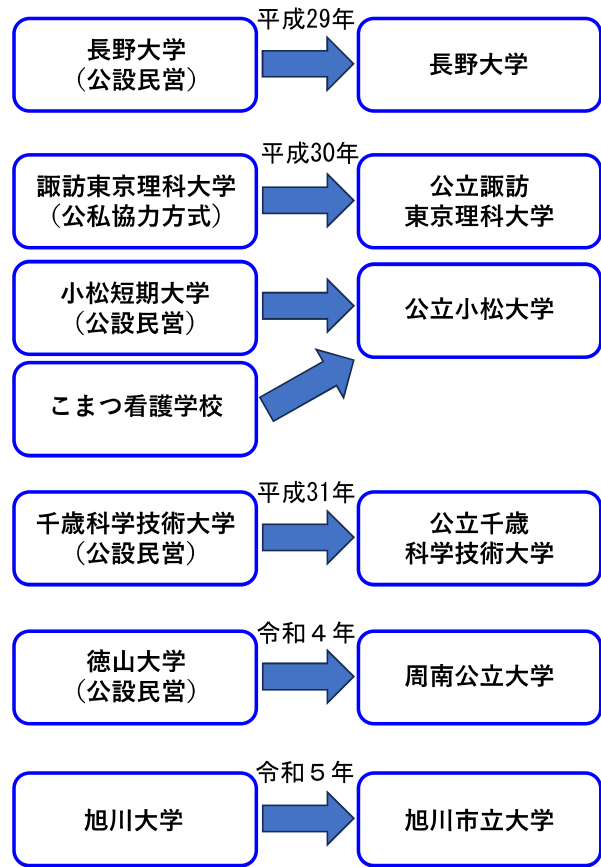 平成29年
長野大学
（公設民営）
長野大学
平成30年
諏訪東京理科大学
（公私協力方式）
公立諏訪
東京理科大学
小松短期大学
（公設民営）
公立小松大学
こまつ看護学校
平成31年
千歳科学技術大学
（公設民営）
公立千歳
科学技術大学
令和４年
徳山大学
（公設民営）
周南公立大学
令和５年
旭川大学
旭川市立大学